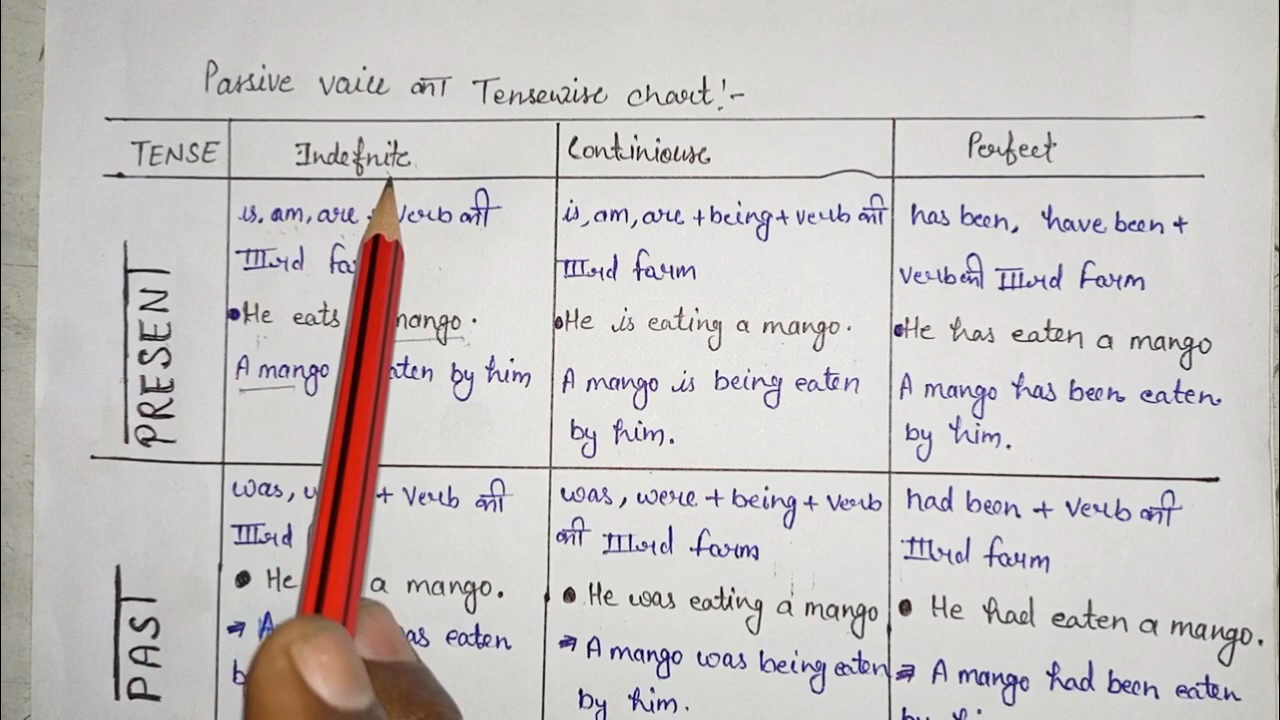 Passive voice का Tensewise chart:-
TENSE Indefnite Continiouse Perfect
PRESENT
is, am, are + verb की
IIIrd
He eats mango.
A mango by him
is, am, are + being + verb की
IIIrd farm
He is eating a mango.
A mango is being eaten
by him.
has been, have been +
verb की IIIrd farm
He has eaten a mango
A mango has been eaten
by him.
PAST
was, + verb की
IIIrd
He a mango.
⇒ A eaten
was, were + being + verb
की IIIrd farm
He was eating a mango
⇒ A mango was being eaten
by him.
had been + verb की
IIIrd farm
He had eaten a mango.
⇒ A mango had been eaten